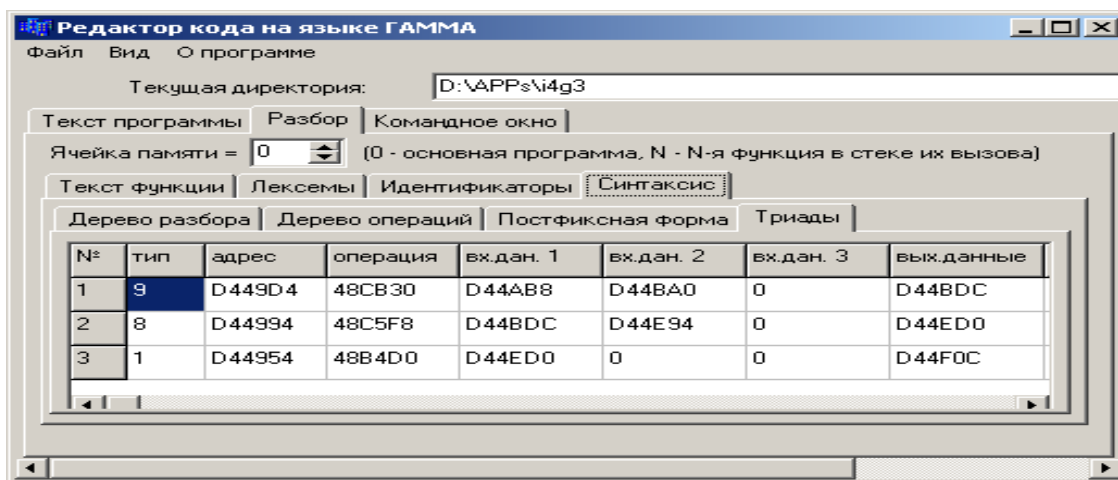 Редактор кода на языке ГАММА
Файл Вид О программе
Текущая директория: D:\APPs\i4g3
Текст программы Разбор Командное окно
Ячейка памяти = 0 (0 - основная программа, N - N-я функция в стеке их вызова)
Текст функции Лексемы Идентификаторы Синтаксис
Дерево разбора Дерево операций Постфиксная форма Триады
№ тип адрес операция вх.дан. 1 вх.дан. 2 вх.дан. 3 вых.данные
1 9 D449D4 48CB30 D44AB8 D44BA0 0 D44BDC
2 8 D44994 48C5F8 D44BDC D44E94 0 D44ED0
3 1 D44954 48B4D0 D44ED0 0 0 D44F0C